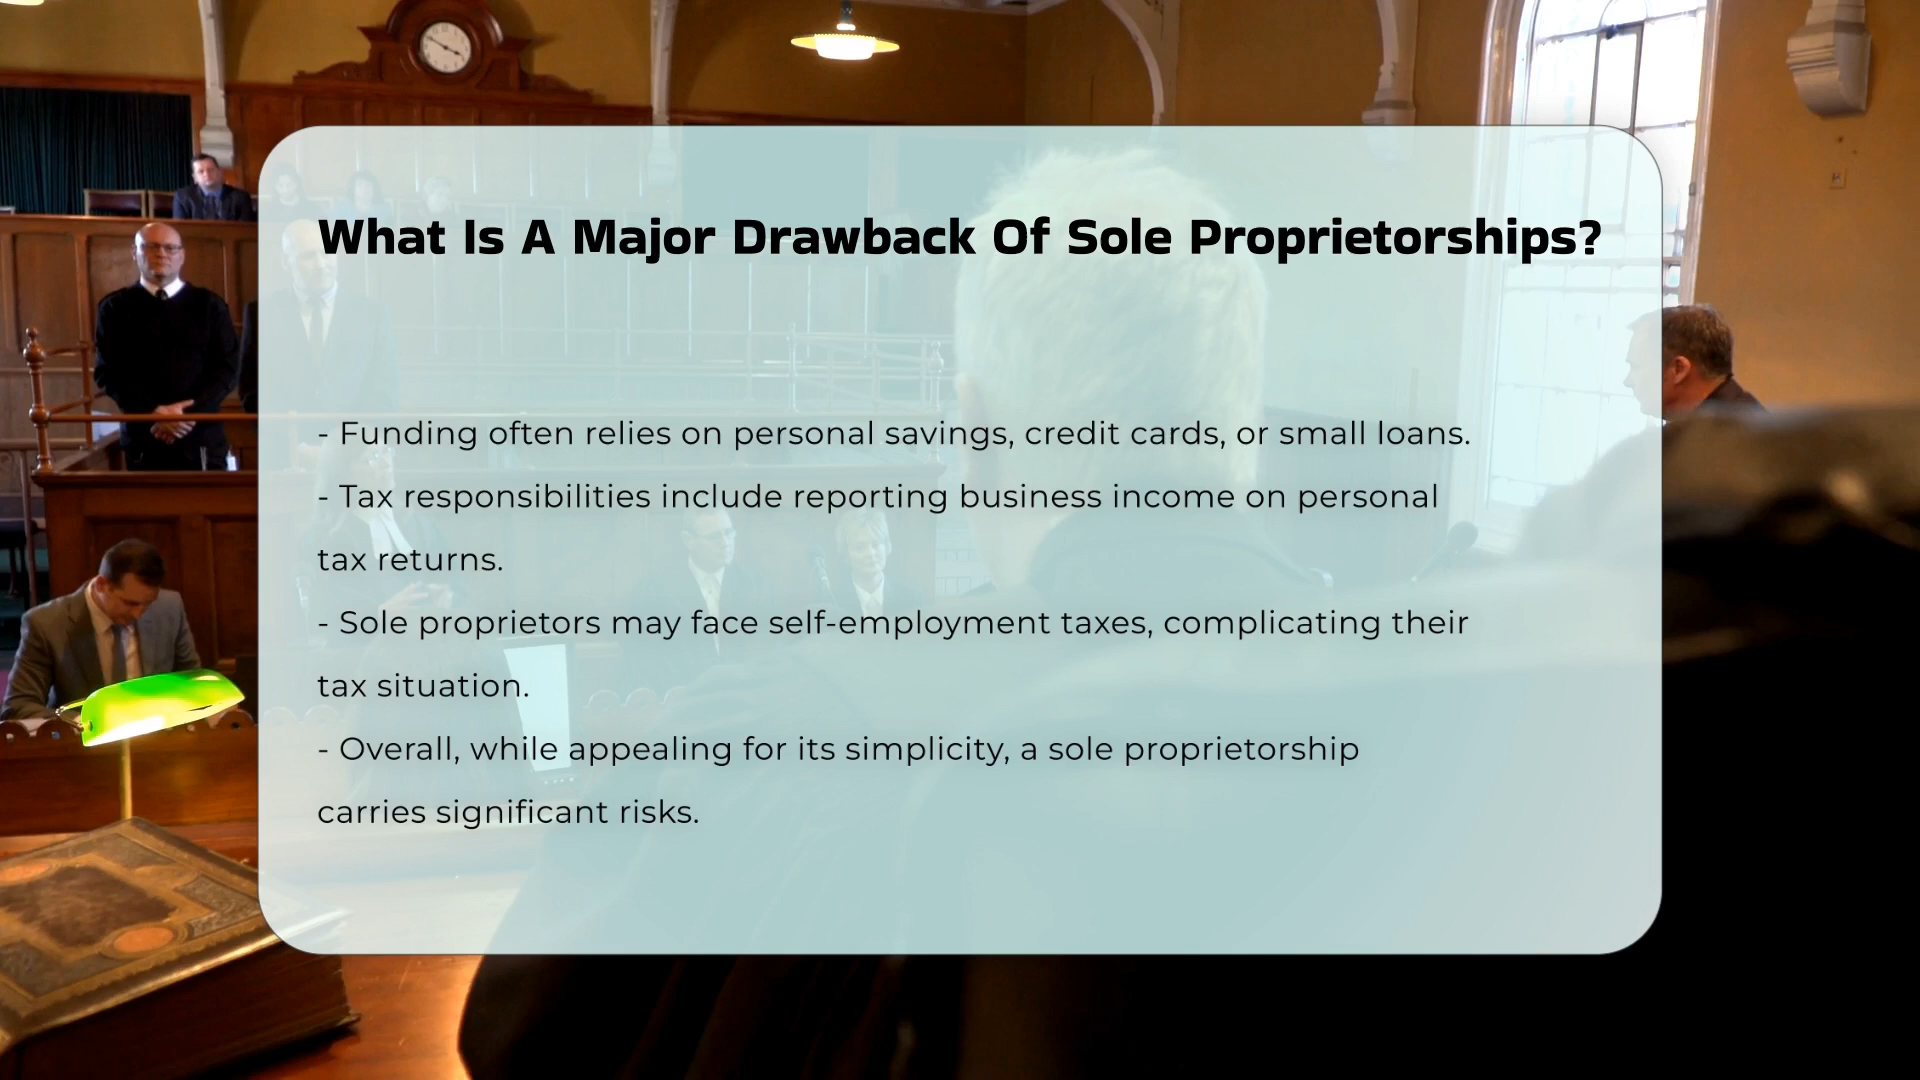 What Is A Major Drawback Of Sole Proprietorships?
- Funding often relies on personal savings, credit cards, or small loans.
- Tax responsibilities include reporting business income on personal
tax returns.
- Sole proprietors may face self-employment taxes, complicating their
tax situation.
- Overall, while appealing for its simplicity, a sole proprietorship
carries significant risks.